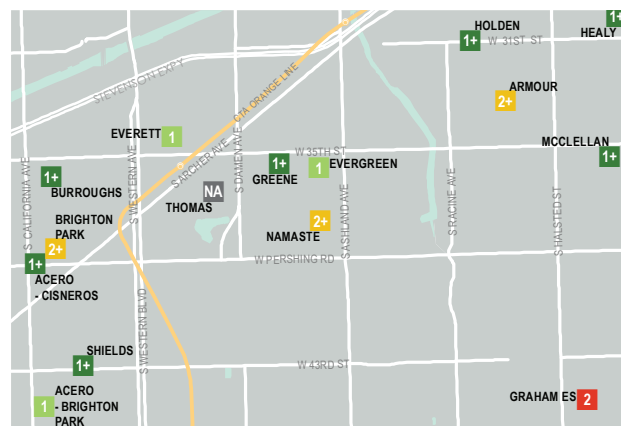 HOLDEN
1+
1+
W 31ST ST
HEALY
STEVENSON EXPY
CTA ORANGE LINE
ARMOUR
2+
EVERETT
1
S ARCHER AVE
S DAMEN AVE
S WESTERN AVE
MCCLELLAN
1+
W 35TH ST
1+
GREENE
1
EVERGREEN
S CALIFORNIA AVE
1+
BURROUGHS
NA
THOMAS
S ASHLAND AVE
S RACINE AVE
S HALSTED ST
BRIGHTON
PARK
2+
2+
NAMASTE
1+
ACERO
- CISNEROS
W PERSHING RD
S WESTERN BLVD
SHIELDS
1+
W 43RD ST
1
ACERO
- BRIGHTON
PARK
GRAHAM ES
2